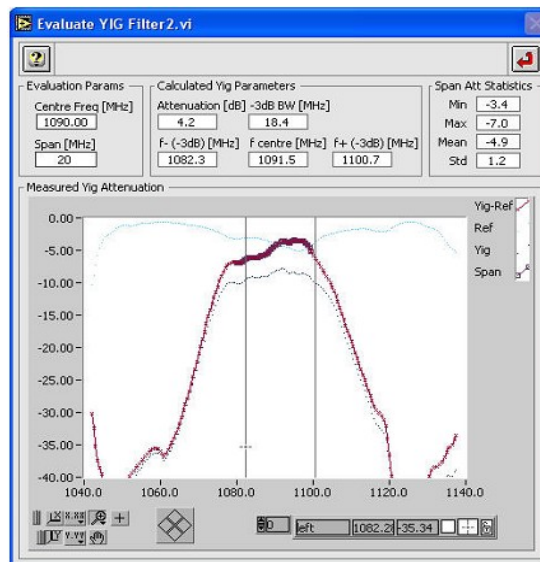 Evaluate YIG Filter2.vi
?
Evaluation Params
Centre Freq [MHz]
1090.00
Span [MHz]
20
Calculated Yig Parameters
Attenuation [dB] -3dB BW [MHz]
4.2 18.4
f- (-3dB) [MHz] f centre [MHz] f+ (-3dB) [MHz]
1082.3 1091.5 1100.7
Span Att Statistics
Min -3.4
Max -7.0
Mean -4.9
Std 1.2
Measured Yig Attenuation
Yig-Ref
Ref
Yig
Span
0.00
-5.00
-10.00
-15.00
-20.00
-25.00
-30.00
-35.00
-40.00
1040.0 1060.0 1080.0 1100.0 1120.0 1140.0
X.XX
Y.YY
0 left 1082.2 -35.34